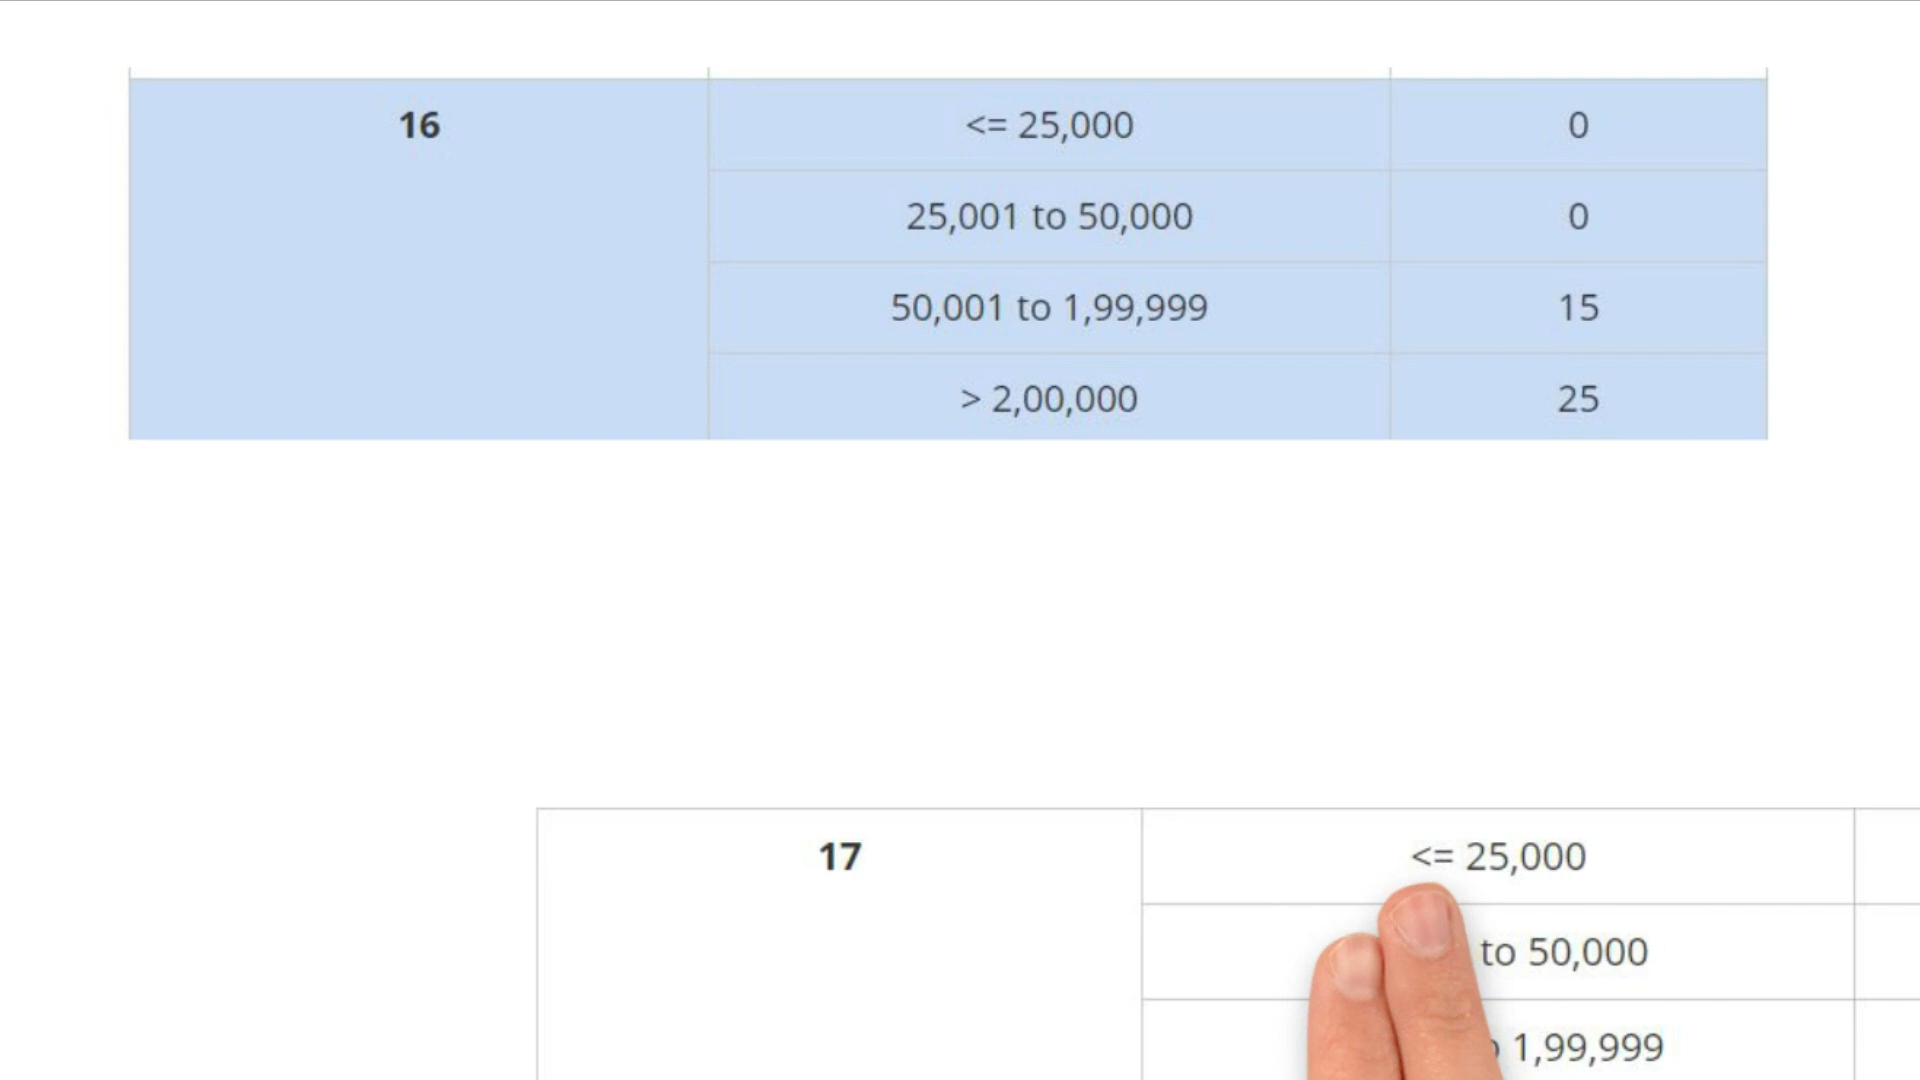 16 <= 25,000 0
25,001 to 50,000 0
50,001 to 1,99,999 15
> 2,00,000 25
17 <= 25,000
to 50,000
1,99,999